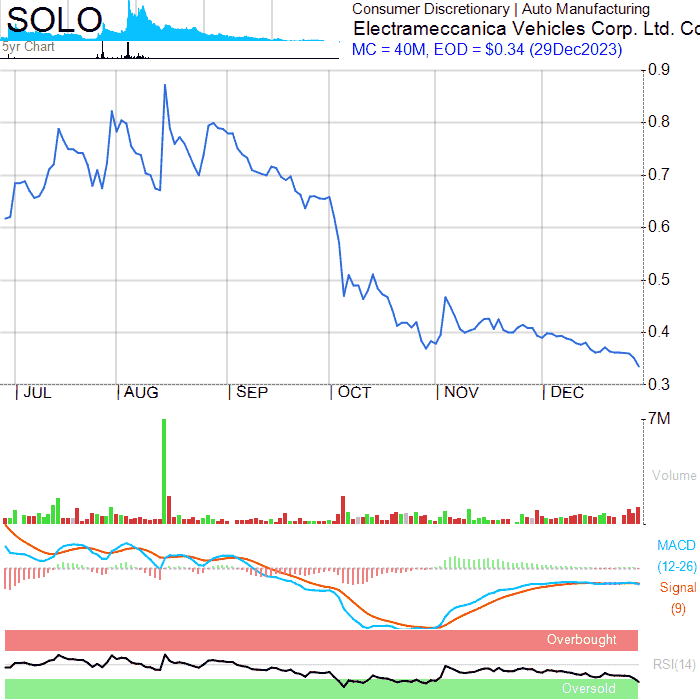 SOLO
5yr Chart
Consumer Discretionary | Auto Manufacturing
Electrameccanica Vehicles Corp. Ltd. Co
MC = 40M, EOD = $0.34 (29Dec2023)
0.9
0.8
0.7
0.6
0.5
0.4
0.3
| JUL | AUG | SEP | OCT | NOV | DEC
7M
Volume
MACD
(12-26)
Signal
(9)
Overbought
RSI(14)
Oversold